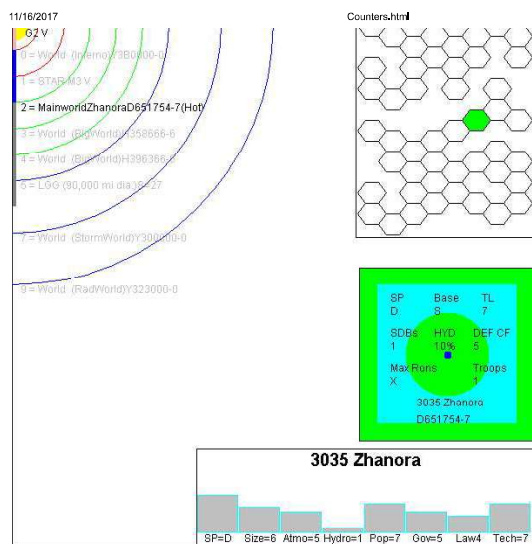 11/16/2017
Counters.html
G2 V
0 = World (Inferno)Y3B0000-0
1 = STAR M3 V
2 = MainworldZhanoraD651754-7(Hot)
3 = World (BigWorld)H358666-6
4 = World (BigWorld)H396366-8
6 = LGG (90,000 mi dia.)S=27
7 = World (StormWorld)Y300000-0
9 = World (RadWorld)Y323000-0
SP Base TL
D S 7
SDBs HYD DEF CF
1 10% 5
Max Rons Troops
X 1
3035 Zhanora
D651754-7
3035 Zhanora
SP=D Size=6 Atmo=5 Hydro=1 Pop=7 Gov=5 Law4 Tech=7